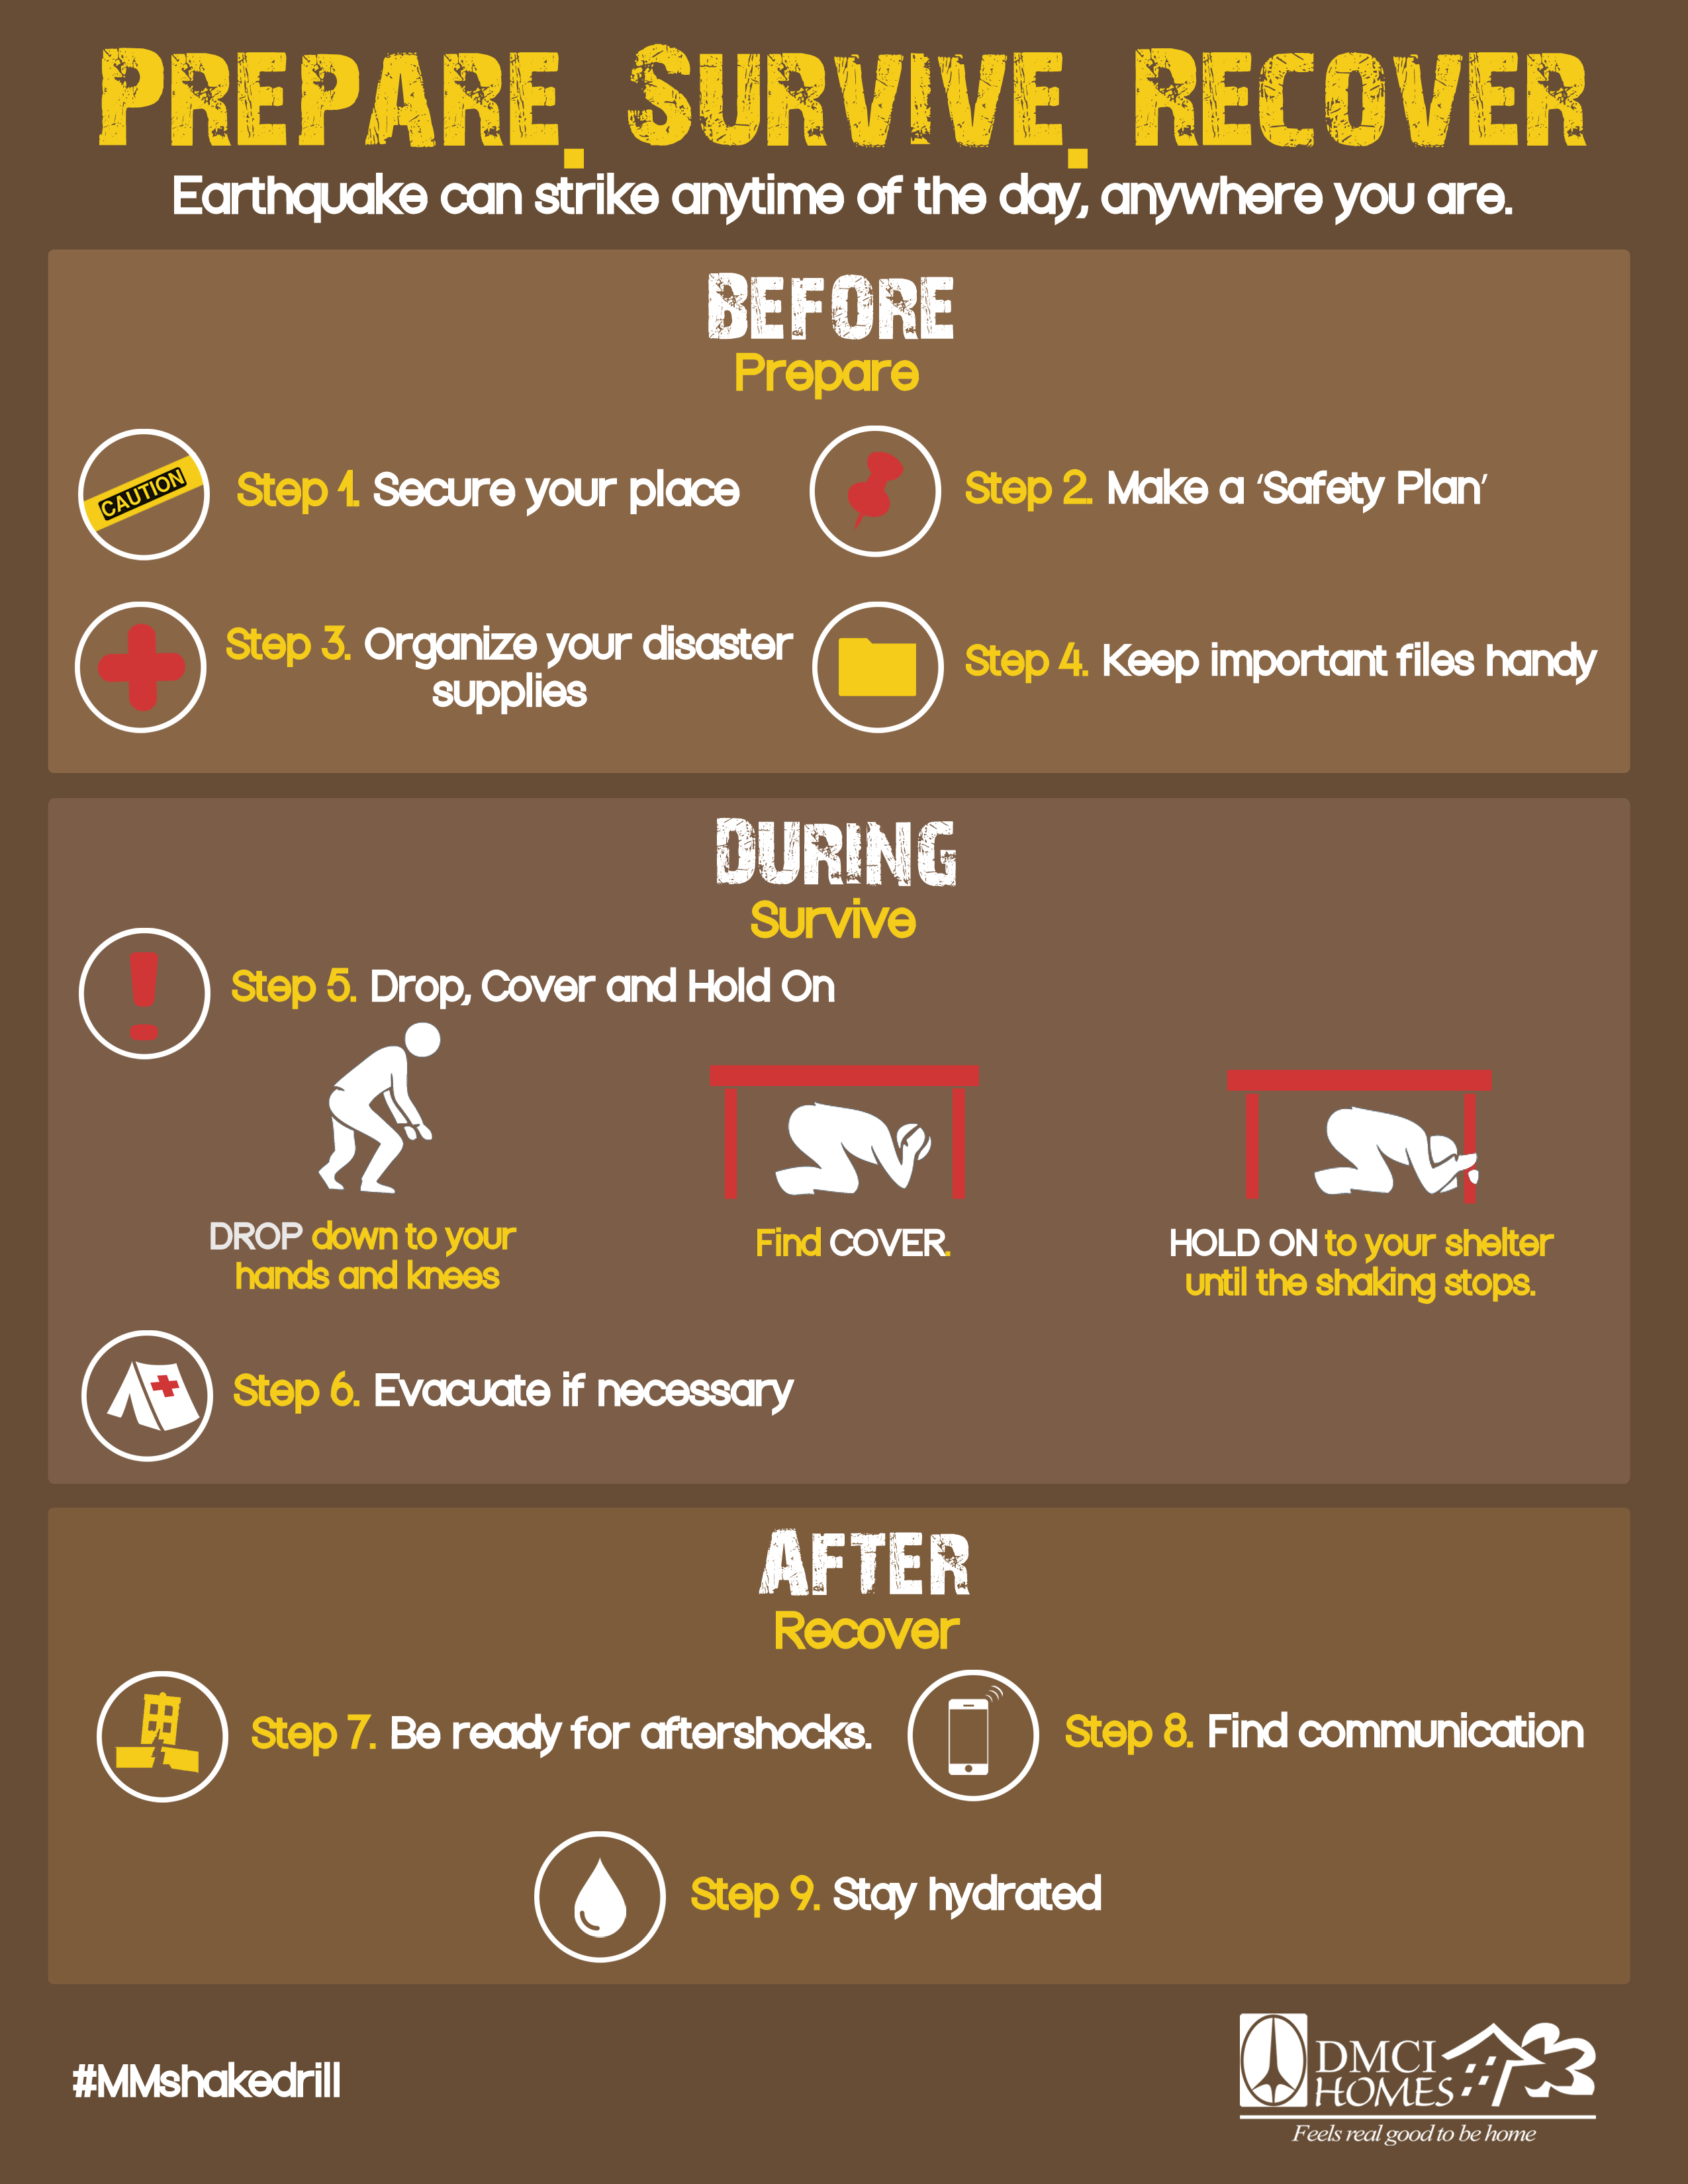 PREPARE. SURVIVE. RECOVER
Earthquake can strike anytime of the day, anywhere you are.
BEFORE
Prepare
CAUTION
Step 1. Secure your place
Step 2. Make a ‘Safety Plan’
Step 3. Organize your disaster
supplies
Step 4. Keep important files handy
DURING
Survive
Step 5. Drop, Cover and Hold On
DROP down to your
hands and knees
Find COVER.
HOLD ON to your shelter
until the shaking stops.
Step 6. Evacuate if necessary
AFTER
Recover
Step 7. Be ready for aftershocks.
Step 8. Find communication
Step 9. Stay hydrated
#MMshakedrill
DMCI
HOMES
Feels real good to be home